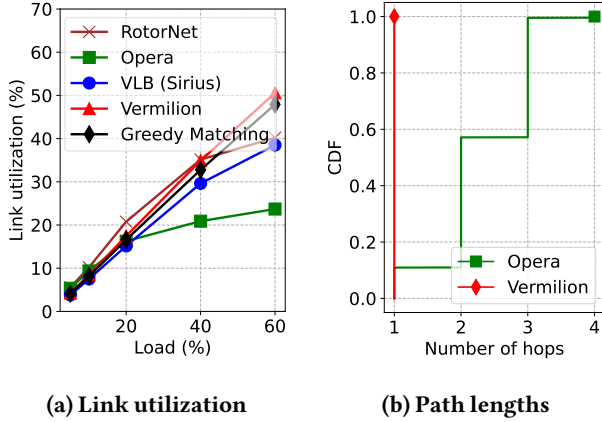 70
60
50
40
30
20
10
0
Link utilization (%)
RotorNet
Opera
VLB (Sirius)
Vermilion
Greedy Matching
20
40
60
Load (%)
(a) Link utilization
1.0
0.8
0.6
0.4
0.2
0.0
CDF
Opera
Vermilion
1
2
3
4
Number of hops
(b) Path lengths